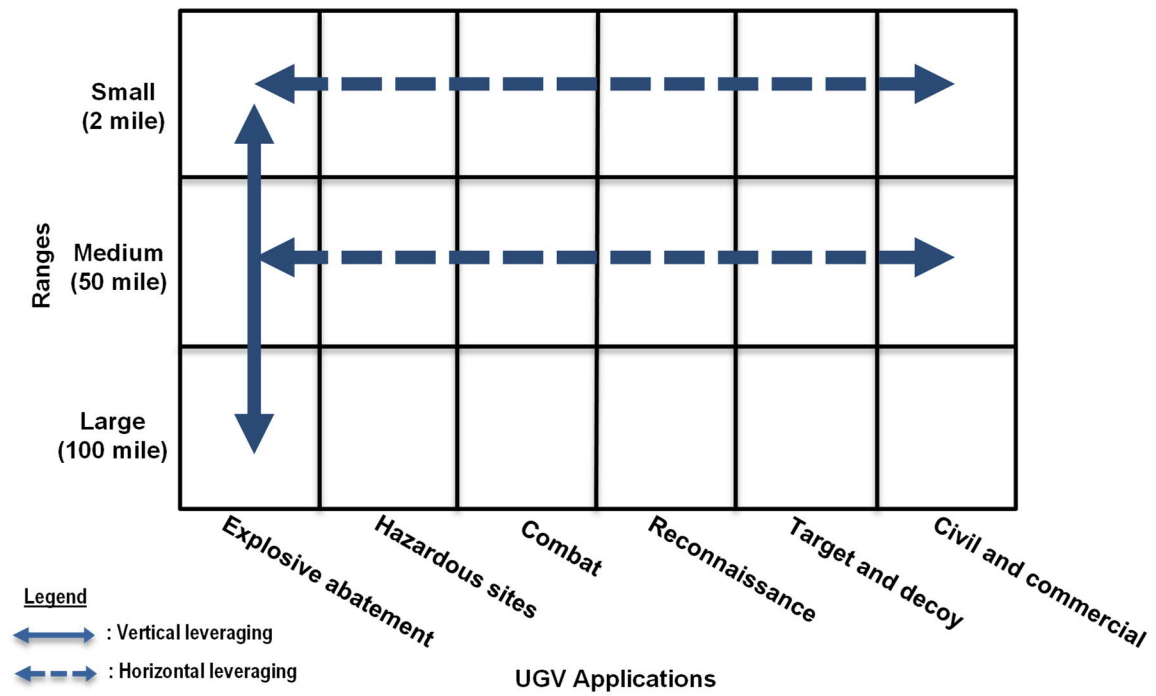 Small
(2 mile)
Ranges
Medium
(50 mile)
Large
(100 mile)
Explosive abatement
Hazardous sites
Combat
Reconnaissance
Target and decoy
Civil and commercial
Legend
: Vertical leveraging
: Horizontal leveraging
UGV Applications